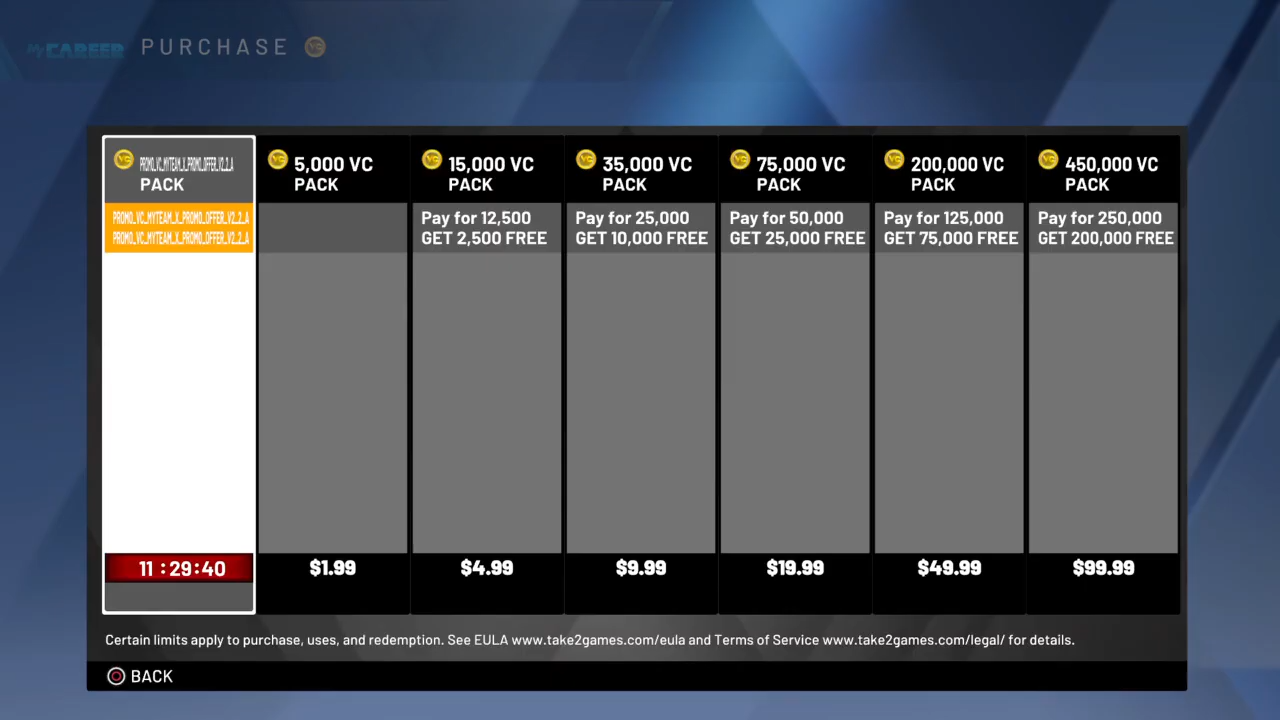 MyCAREER PURCHASE VC
PROMO_VC_MYTEAM_X_PROMO_OFFER_V2_2_A
PACK
PROMO_VC_MYTEAM_X_PROMO_OFFER_V2_2_A
PROMO_VC_MYTEAM_X_PROMO_OFFER_V2_2_A
11 : 29: 40
5,000 VC
PACK
$1.99
15,000 VC
PACK
Pay for 12,500
GET 2,500 FREE
$4.99
35,000 VC
PACK
Pay for 25,000
GET 10,000 FREE
$9.99
75,000 VC
PACK
Pay for 50,000
GET 25,000 FREE
$19.99
200,000 VC
PACK
Pay for 125,000
GET 75,000 FREE
$49.99
450,000 VC
PACK
Pay for 250,000
GET 200,000 FREE
$99.99
Certain limits apply to purchase, uses, and redemption. See EULA www.take2games.com/eula and Terms of Service www.take2games.com/legal/ for details.
BACK